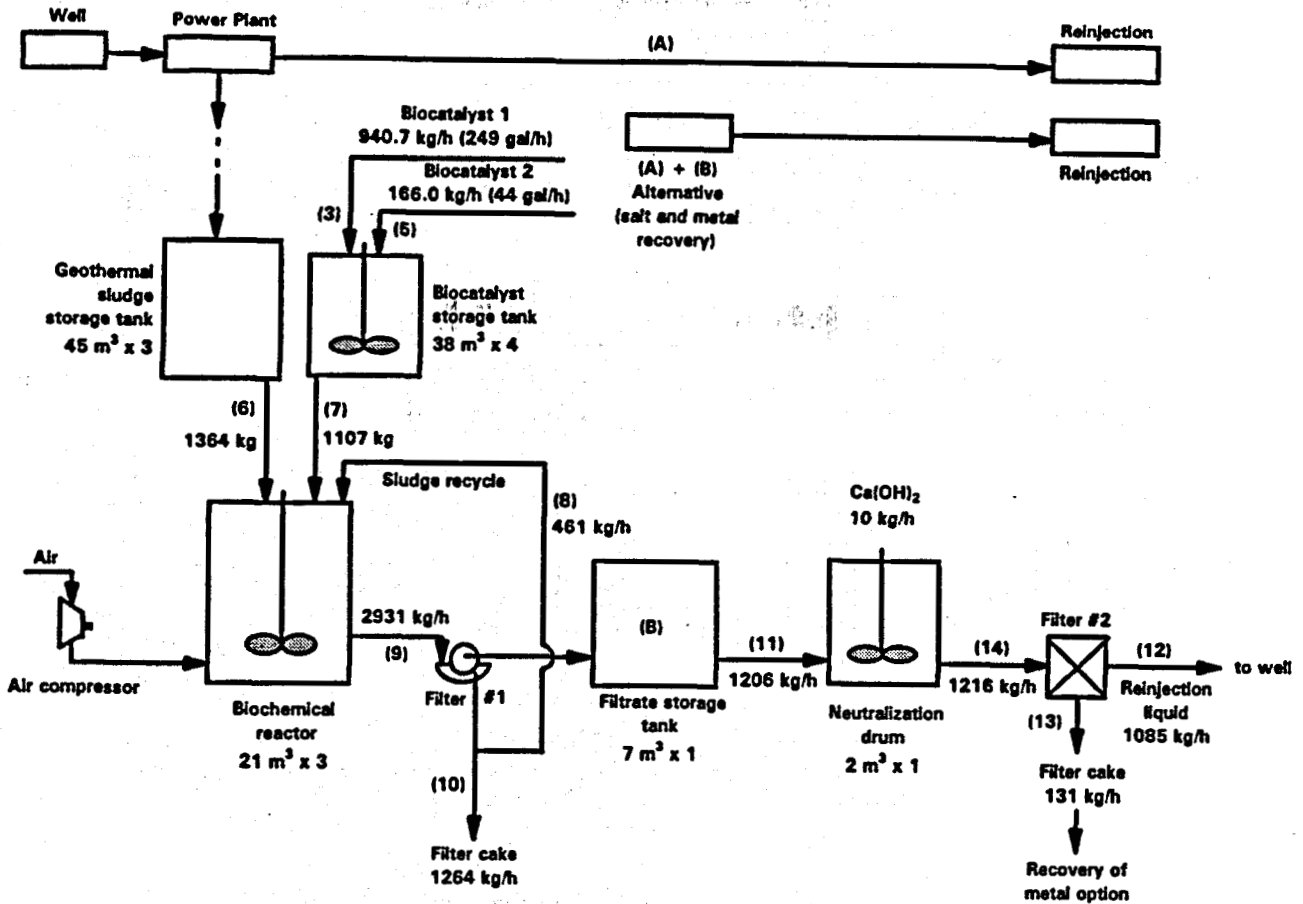 Well
Power Plant
(A)
Reinjection
Biocatalyst 1
940.7 kg/h (249 gal/h)
Biocatalyst 2
166.0 kg/h (44 gal/h)
(3)
(5)
(A) + (B)
Alternative
(salt and metal
recovery)
Reinjection
Geothermal
sludge
storage tank
45 m³ x 3
Biocatalyst
storage tank
38 m³ x 4
(6)
1364 kg
(7)
1107 kg
Sludge recycle
(8)
461 kg/h
Ca(OH)₂
10 kg/h
Air
Air compressor
2931 kg/h
(9)
Filter #1
(B)
(11)
1206 kg/h
(14)
1216 kg/h
Filter #2
(12)
to well
Reinjection
liquid
1085 kg/h
(13)
Biochemical
reactor
21 m³ x 3
Filtrate storage
tank
7 m³ x 1
Neutralization
drum
2 m³ x 1
(10)
Filter cake
1264 kg/h
Filter cake
131 kg/h
Recovery of
metal option